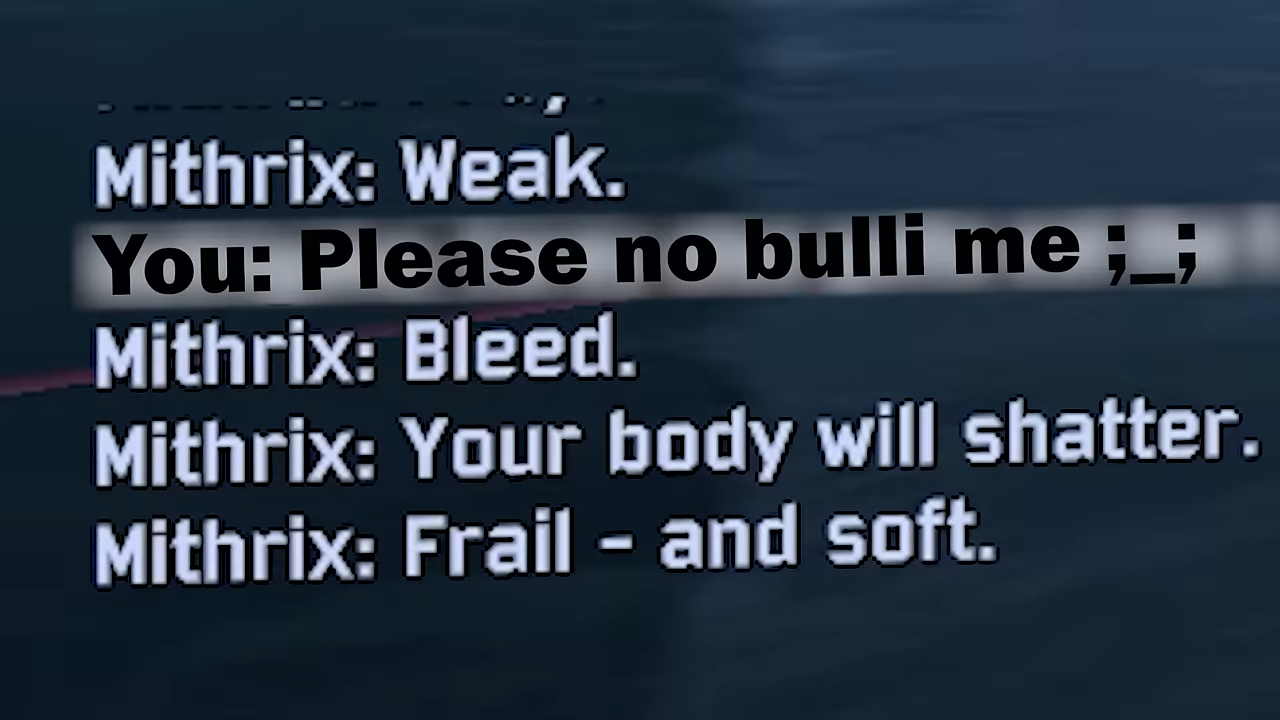 Mithrix: Weak.
You: Please no bulli me ;_;
Mithrix: Bleed.
Mithrix: Your body will shatter.
Mithrix: Frail - and soft.